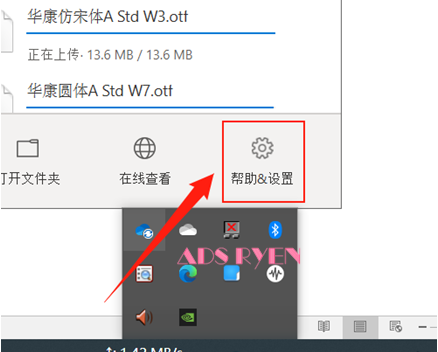 华康仿宋体A Std W3.otf
正在上传· 13.6 MB / 13.6 MB
华康圆体A Std W7.otf
打开文件夹
在线查看
帮助&设置
ADS RYEN
↑: 1.42 MB/s